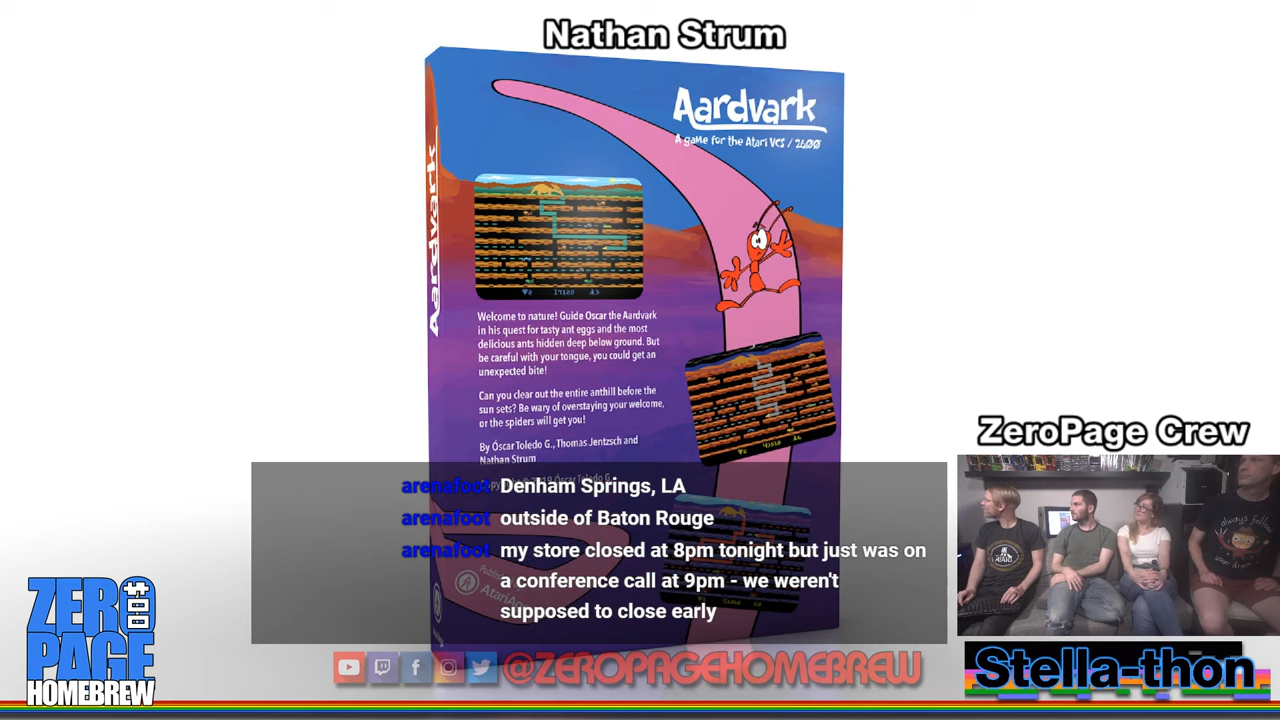 Nathan Strum
Aardvark
A game for the Atari VCS / 2600
Aardvark
Welcome to nature! Guide Oscar the Aardvark
in his quest for tasty ant eggs and the most
delicious ants hidden deep below ground. But
be careful with your tongue, you could get an
unexpected bite!
Can you clear out the entire anthill before the
sun sets? Be wary of overstaying your welcome,
or the spiders will get you!
By Óscar Toledo G., Thomas Jentzsch and
Nathan Strum
arenafoot Denham Springs, LA
arenafoot outside of Baton Rouge
arenafoot my store closed at 8pm tonight but just was on
a conference call at 9pm - we weren't
supposed to close early
ZeroPage Crew
always follow
ZERO
PAGE
HOMEBREW
@ZEROPAGEHOMEBREW
Stella-thon